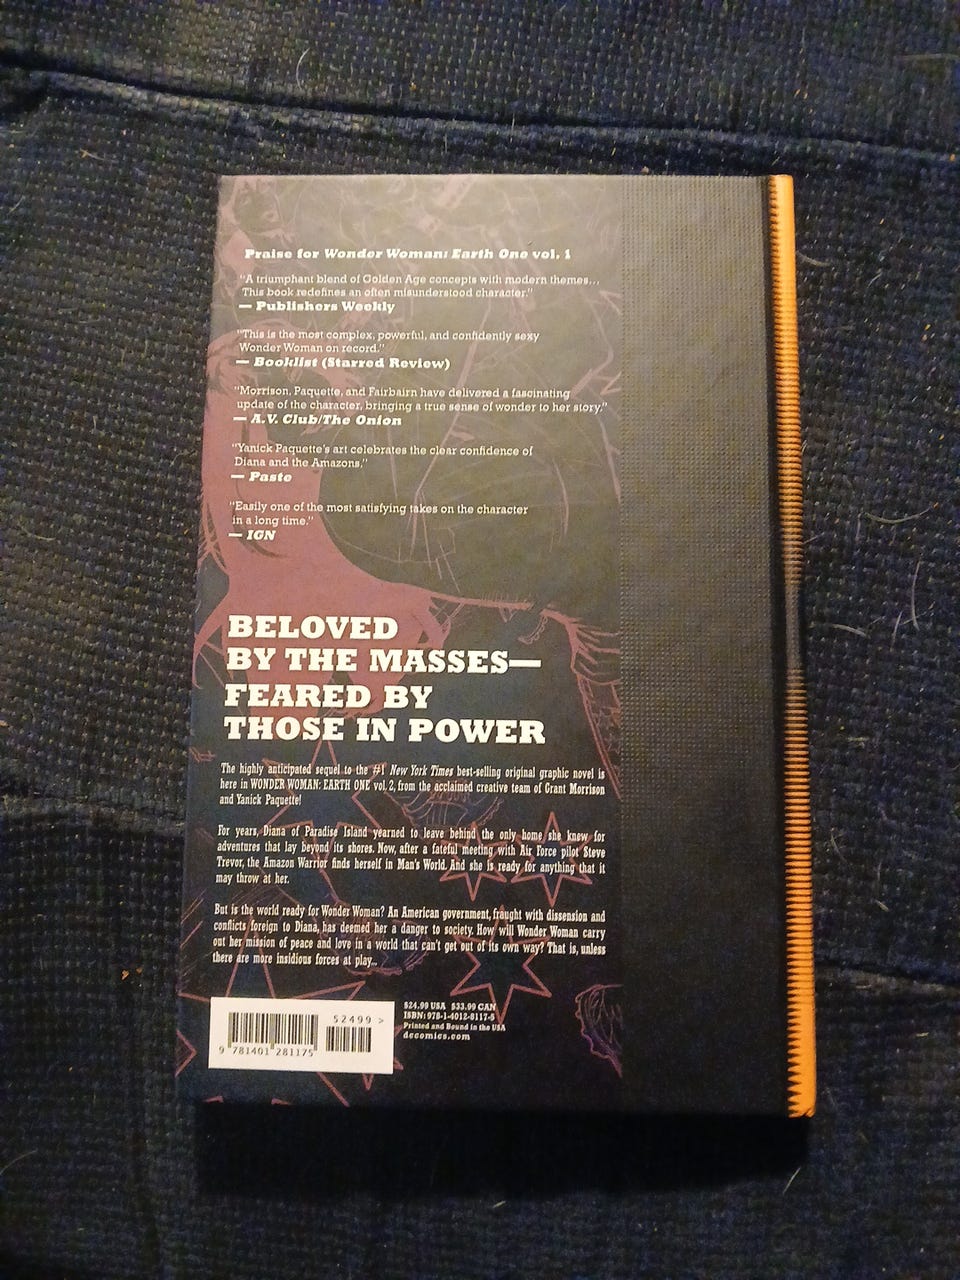 Praise for Wonder Woman: Earth One vol. 1
"A triumphant blend of Golden Age concepts with modern themes...
This book redefines an often misunderstood character."
— Publishers Weekly
"This is the most complex, powerful, and confidently sexy
Wonder Woman on record."
— Booklist (Starred Review)
"Morrison, Paquette, and Fairbairn have delivered a fascinating
update of the character, bringing a true sense of wonder to her story."
— A.V. Club/The Onion
"Yanick Paquette's art celebrates the clear confidence of
Diana and the Amazons."
— Paste
"Easily one of the most satisfying takes on the character
in a long time."
— IGN
BELOVED
BY THE MASSES—
FEARED BY
THOSE IN POWER
The highly anticipated sequel to the #1 New York Times best-selling original graphic novel is
here in WONDER WOMAN: EARTH ONE vol. 2, from the acclaimed creative team of Grant Morrison
and Yanick Paquette!
For years, Diana of Paradise Island yearned to leave behind the only home she knew for
adventures that lay beyond its shores. Now, after a fateful meeting with Air Force pilot Steve
Trevor, the Amazon Warrior finds herself in Man's World. And she is ready for anything that it
may throw at her.
But is the world ready for Wonder Woman? An American government, fraught with dissension and
conflicts foreign to Diana, has deemed her a danger to society. How will Wonder Woman carry
out her mission of peace and love in a world that can't get out of its own way? That is, unless
there are more insidious forces at play...
52499 >
9 781401 281175
$24.99 USA $33.99 CAN
ISBN: 978-1-4012-8117-5
Printed and Bound in the USA
dccomics.com